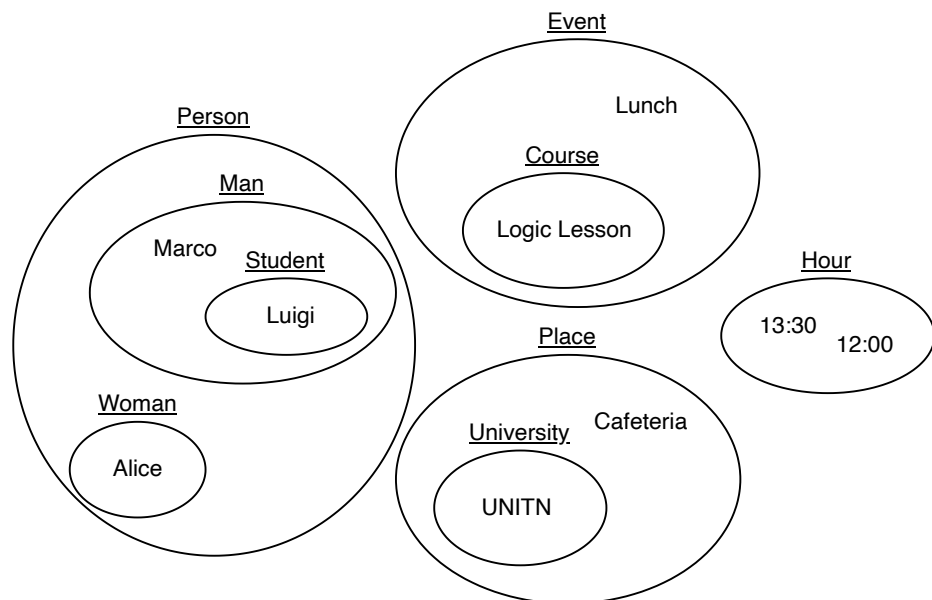 Event
Lunch
Person
Course
Man
Logic Lesson
Marco
Student
Hour
Luigi
13:30
12:00
Place
Woman
Cafeteria
University
Alice
UNITN